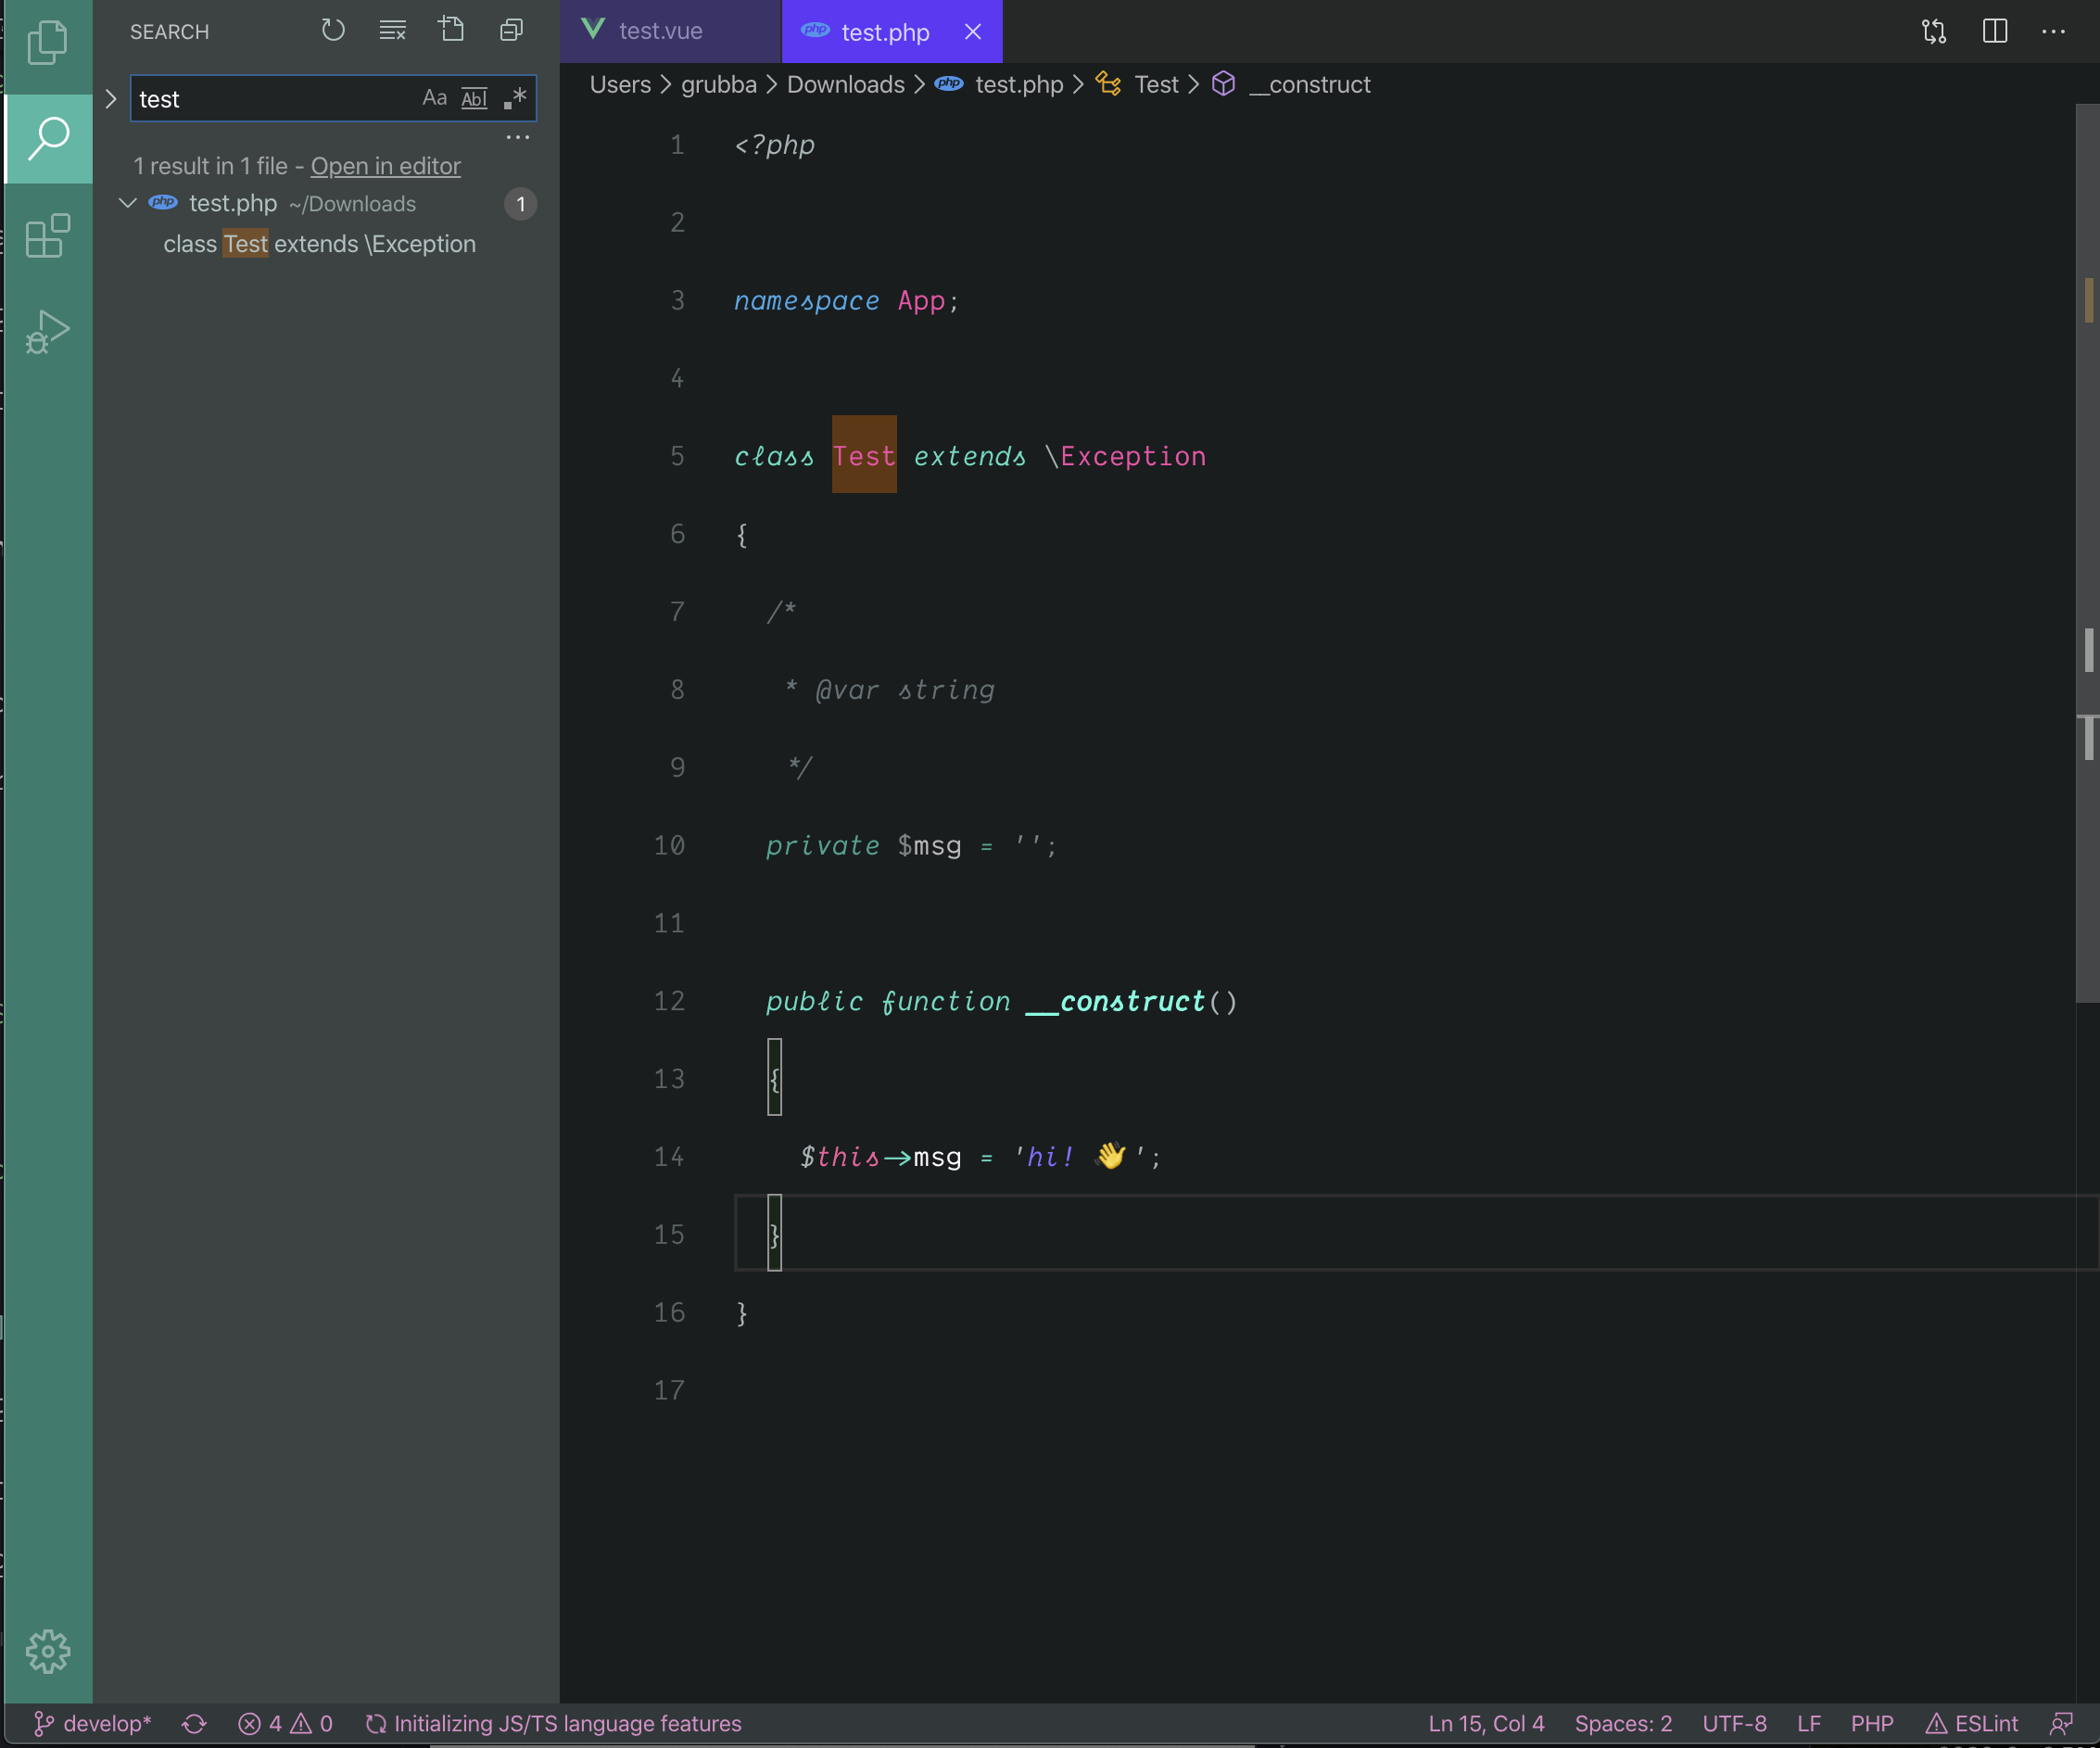 SEARCH
test
Aa Abl .*
1 result in 1 file - Open in editor
php test.php ~/Downloads 1
class Test extends \Exception
test.vue
php test.php
Users > grubba > Downloads > php test.php > Test > __construct
1 <?php
2
3 namespace App;
4
5 class Test extends \Exception
6 {
7 /*
8 * @var string
9 */
10 private $msg = '';
11
12 public function __construct()
13 {
14 $this->msg = 'hi! 👋';
15 }
16 }
17
develop* 4 0 Initializing JS/TS language features Ln 15, Col 4 Spaces: 2 UTF-8 LF PHP ESLint